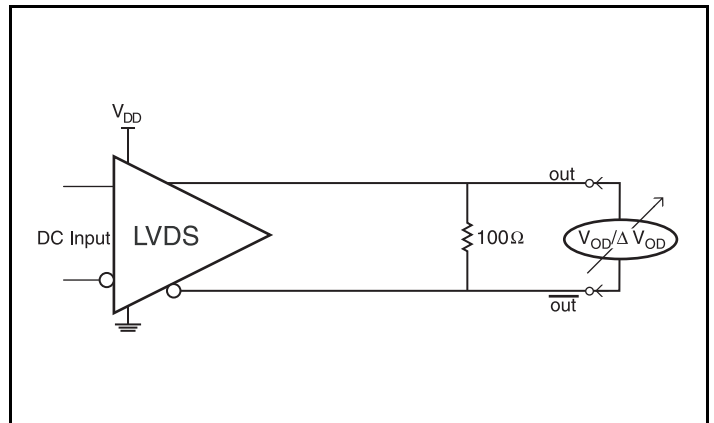 V_DD
out
DC Input
LVDS
100Ω
V_OD/Δ V_OD
out